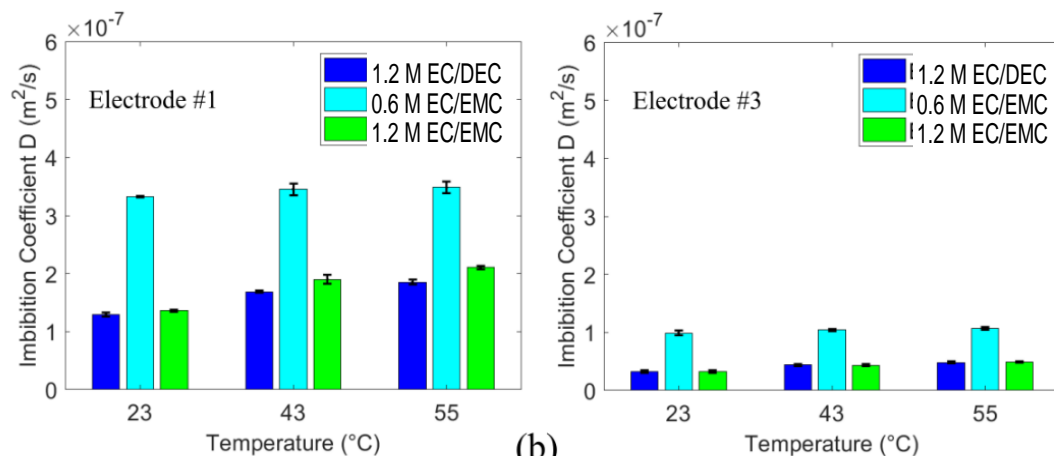 ×10⁻⁷
6
5
4
3
2
1
0
Imbibition Coefficient D (m²/s)
Electrode #1
1.2 M EC/DEC
0.6 M EC/EMC
1.2 M EC/EMC
23
43
55
Temperature (°C)
(b)
×10⁻⁷
6
5
4
3
2
1
0
Imbibition Coefficient D (m²/s)
Electrode #3
1.2 M EC/DEC
0.6 M EC/EMC
1.2 M EC/EMC
23
43
55
Temperature (°C)